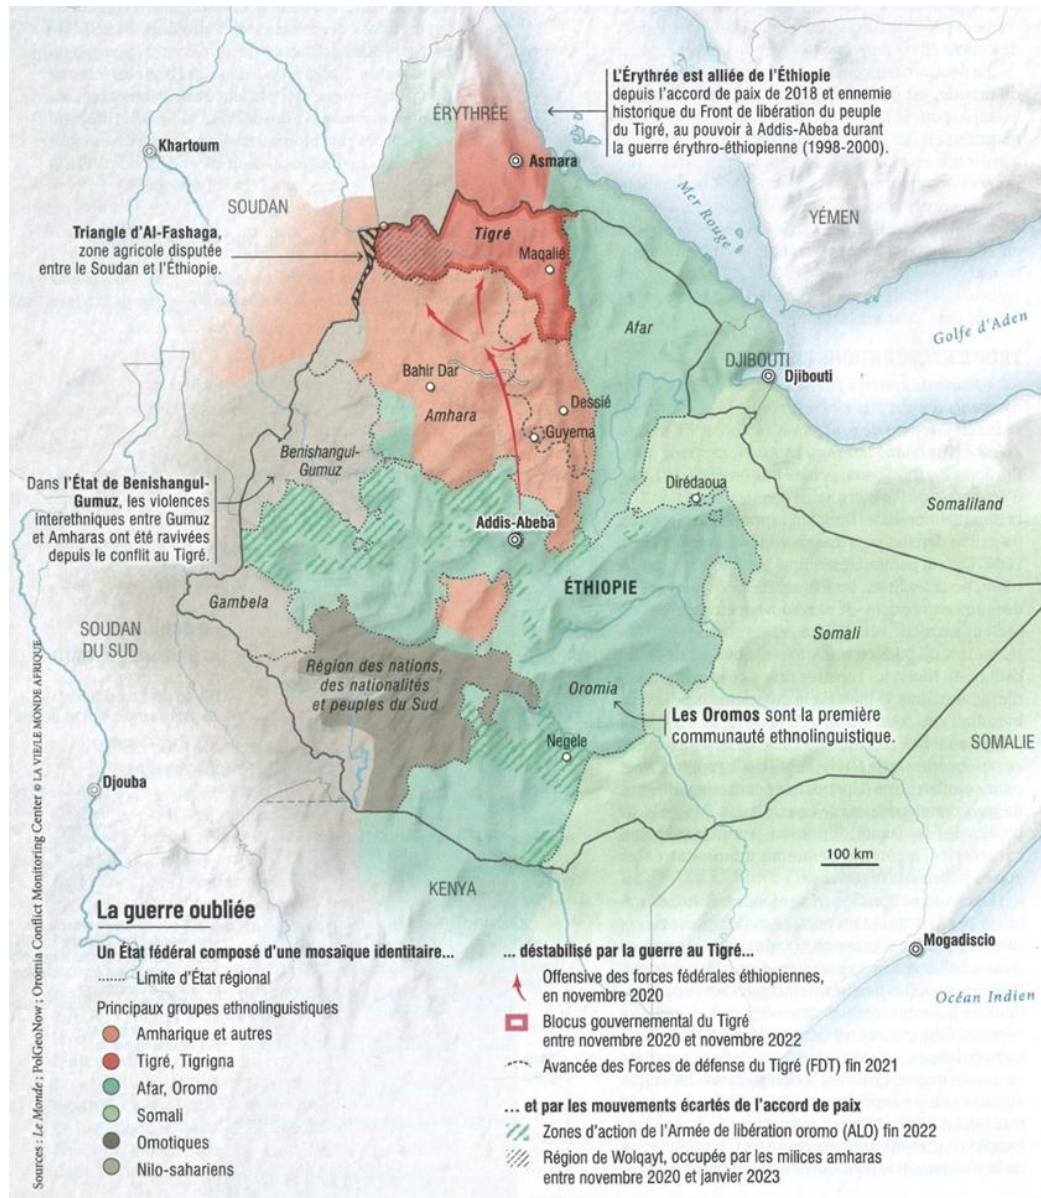 L'Érythrée est alliée de l'Éthiopie
depuis l'accord de paix de 2018 et ennemie
historique du Front de libération du peuple
du Tigré, au pouvoir à Addis-Abeba durant
la guerre érythro-éthiopienne (1998-2000).
ÉRYTHRÉE
Khartoum
Asmara
Mer Rouge
YÉMEN
SOUDAN
Triangle d'Al-Fashaga,
zone agricole disputée
entre le Soudan et l'Éthiopie.
Tigré
Maqalié
Afar
Golfe d'Aden
DJIBOUTI
Djibouti
Bahir Dar
Amhara
Dessié
Guyema
Benishangul-
Gumuz
Dans l'État de Benishangul-
Gumuz, les violences
interethniques entre Gumuz
et Amharas ont été ravivées
depuis le conflit au Tigré.
Dirédaoua
Somaliland
Addis-Abeba
ÉTHIOPIE
Gambela
SOUDAN
DU SUD
Somali
Région des nations,
des nationalités
et peuples du Sud
Oromia
Les Oromos sont la première
communauté ethnolinguistique.
Negele
SOMALIE
Djouba
100 km
KENYA
Mogadiscio
Océan Indien
La guerre oubliée
Un État fédéral composé d'une mosaïque identitaire...
Limite d'État régional
Principaux groupes ethnolinguistiques
Amharique et autres
Tigré, Tigrigna
Afar, Oromo
Somali
Omotiques
Nilo-sahariens
... déstabilisé par la guerre au Tigré...
Offensive des forces fédérales éthiopiennes,
en novembre 2020
Blocus gouvernemental du Tigré
entre novembre 2020 et novembre 2022
Avancée des Forces de défense du Tigré (FDT) fin 2021
... et par les mouvements écartés de l'accord de paix
Zones d'action de l'Armée de libération oromo (ALO) fin 2022
Région de Wolqayt, occupée par les milices amharas
entre novembre 2020 et janvier 2023
Sources : Le Monde ; PolGeoNow ; Oromia Conflict Monitoring Center © LA VIE/LE MONDE AFRIQUE